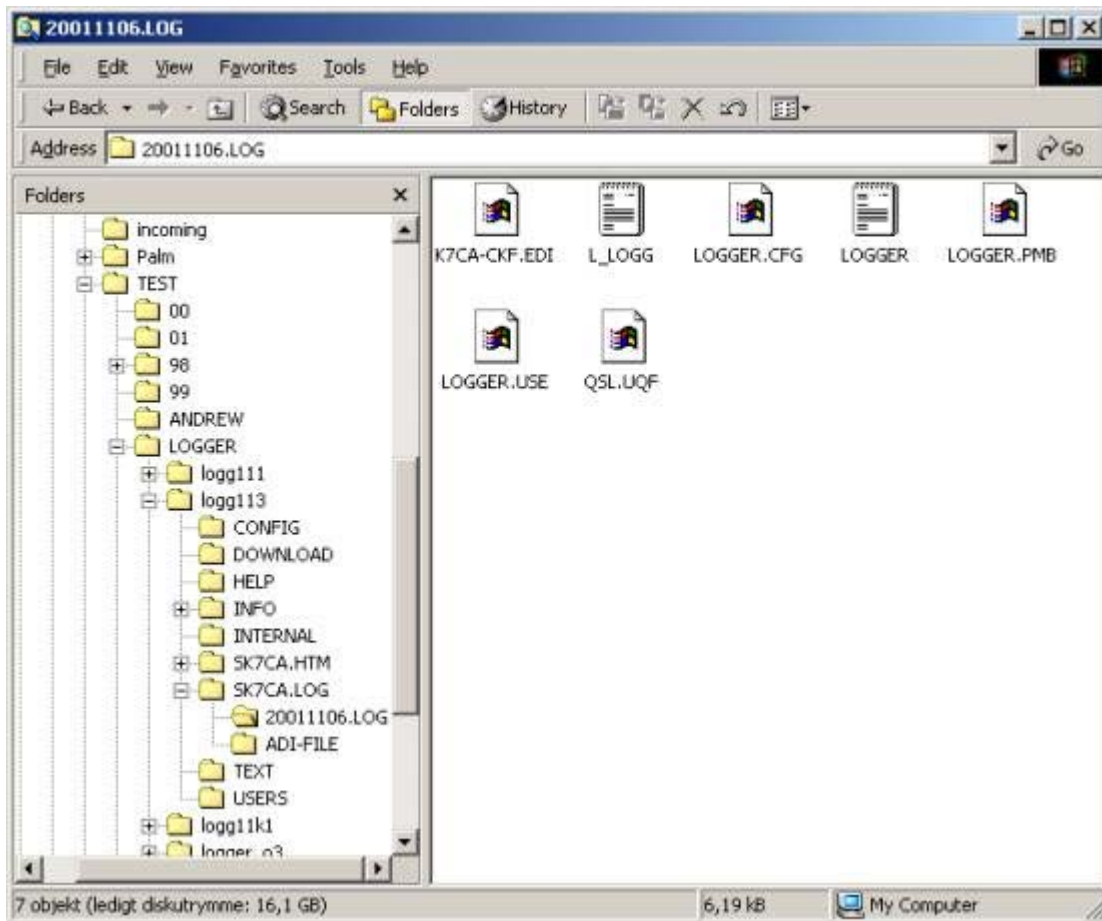 20011106.LOG
File Edit View Favorites Tools Help
Back Search Folders History
Address 20011106.LOG Go
Folders
incoming
Palm
TEST
00
01
98
99
ANDREW
LOGGER
logg111
logg113
CONFIG
DOWNLOAD
HELP
INFO
INTERNAL
SK7CA.HTM
SK7CA.LOG
20011106.LOG
ADI-FILE
TEXT
USERS
logg11k1
logger_o3
K7CA-CKF.EDI L_LOGG LOGGER.CFG LOGGER LOGGER.PMB
LOGGER.USE QSL.UQF
7 objekt (ledigt diskutrymme: 16,1 GB) 6,19 kB My Computer